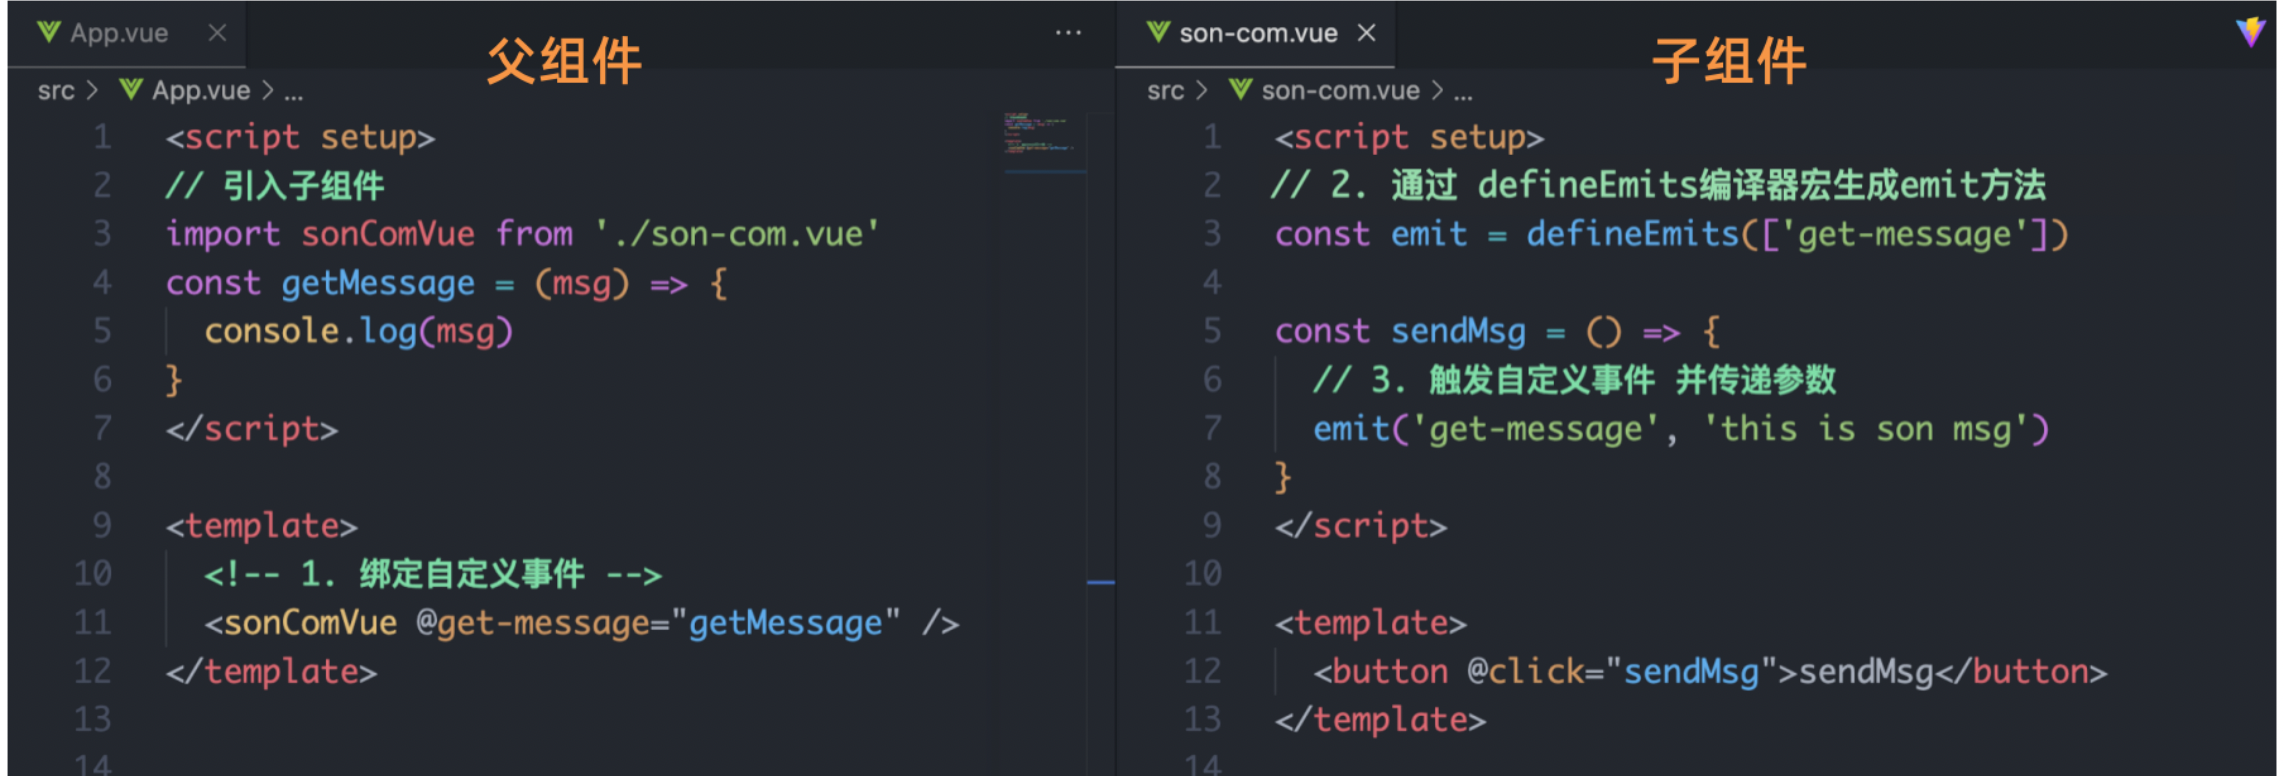 App.vue ×
父组件
...
src > App.vue > ...
1 <script setup>
2 // 引入子组件
3 import sonComVue from './son-com.vue'
4 const getMessage = (msg) => {
5 console.log(msg)
6 }
7 </script>
8
9 <template>
10 <!-- 1. 绑定自定义事件 -->
11 <sonComVue @get-message="getMessage" />
12 </template>
13
14
son-com.vue ×
子组件
src > son-com.vue > ...
1 <script setup>
2 // 2. 通过 defineEmits编译器宏生成emit方法
3 const emit = defineEmits(['get-message'])
4
5 const sendMsg = () => {
6 // 3. 触发自定义事件 并传递参数
7 emit('get-message', 'this is son msg')
8 }
9 </script>
10
11 <template>
12 <button @click="sendMsg">sendMsg</button>
13 </template>
14